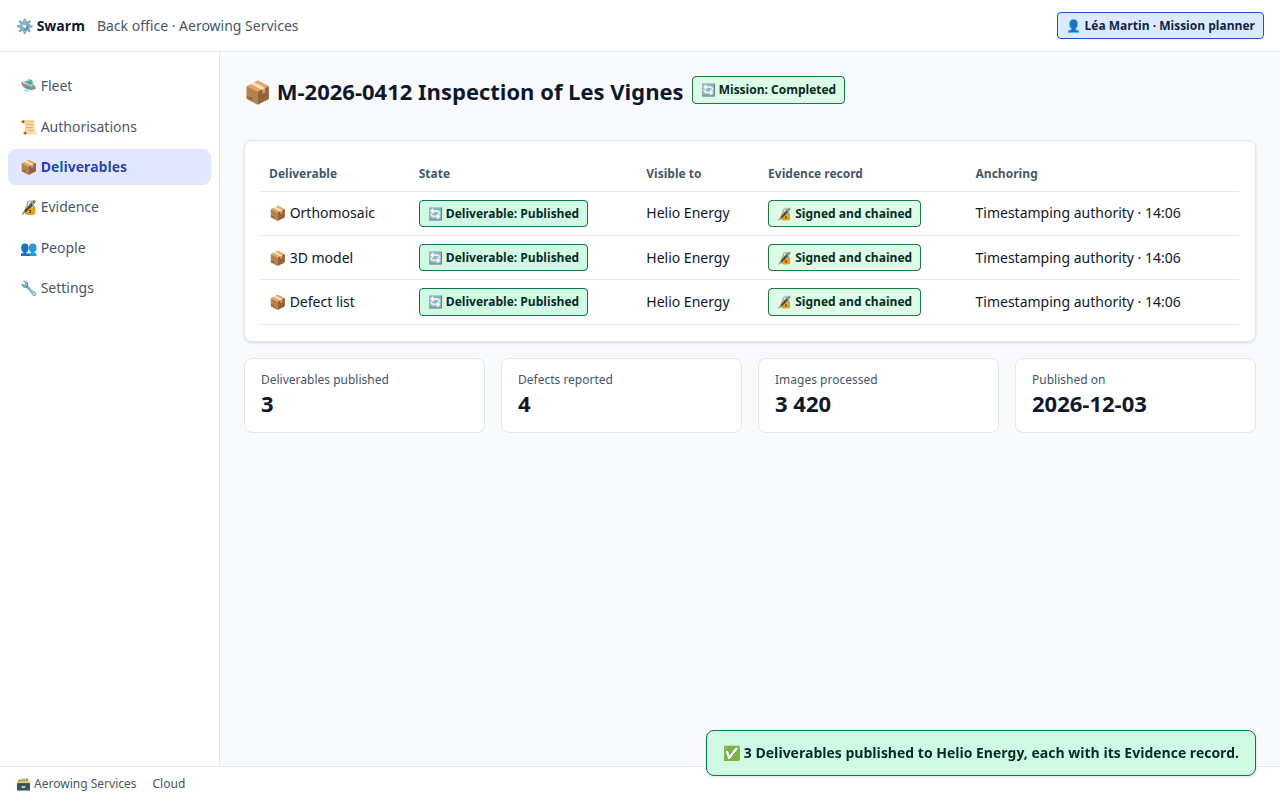 Swarm Back office · Aerowing Services
Léa Martin · Mission planner
Fleet
Authorisations
Deliverables
Evidence
People
Settings
M-2026-0412 Inspection of Les Vignes
Mission: Completed
Deliverable State Visible to Evidence record Anchoring
Orthomosaic Deliverable: Published Helio Energy Signed and chained Timestamping authority · 14:06
3D model Deliverable: Published Helio Energy Signed and chained Timestamping authority · 14:06
Defect list Deliverable: Published Helio Energy Signed and chained Timestamping authority · 14:06
Deliverables published
3
Defects reported
4
Images processed
3 420
Published on
2026-12-03
3 Deliverables published to Helio Energy, each with its Evidence record.
Aerowing Services Cloud